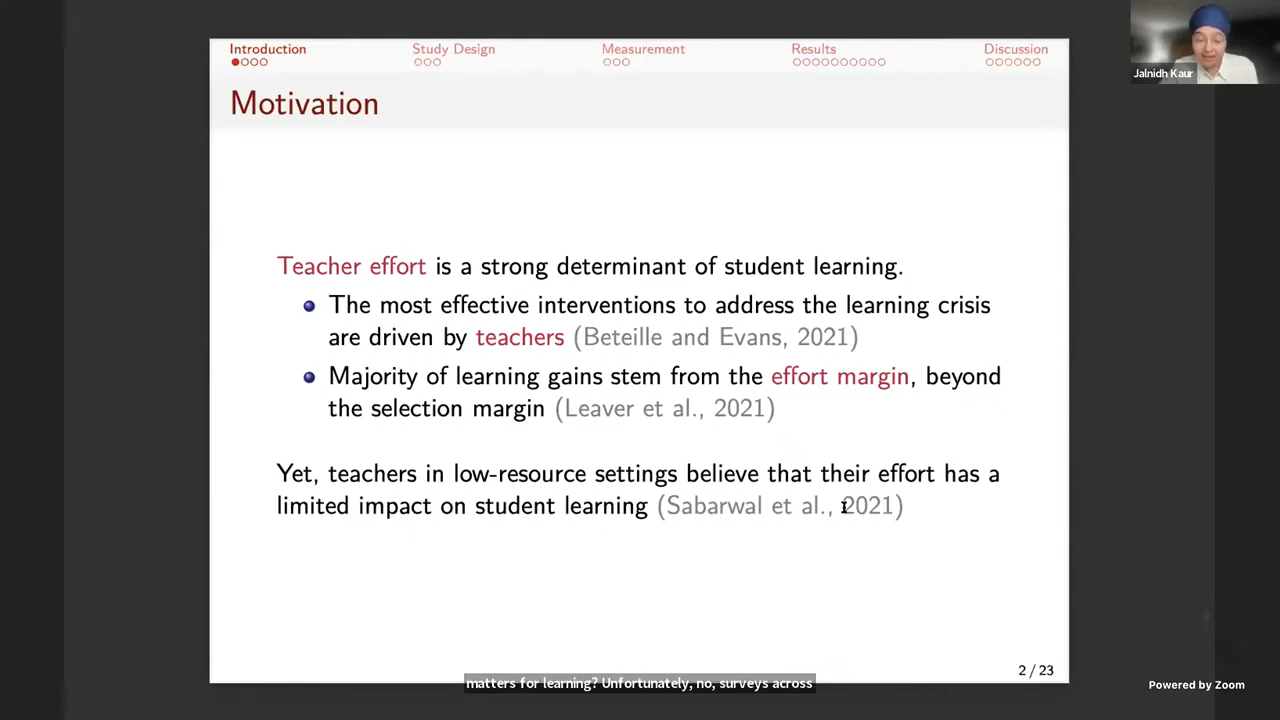 Introduction Study Design Measurement Results Discussion
Motivation
Teacher effort is a strong determinant of student learning.
The most effective interventions to address the learning crisis
are driven by teachers (Beteille and Evans, 2021)
Majority of learning gains stem from the effort margin, beyond
the selection margin (Leaver et al., 2021)
Yet, teachers in low-resource settings believe that their effort has a
limited impact on student learning (Sabarwal et al., 2021)
2 / 23
matters for learning? Unfortunately, no, surveys across
Jalnidh Kaur
Powered by Zoom